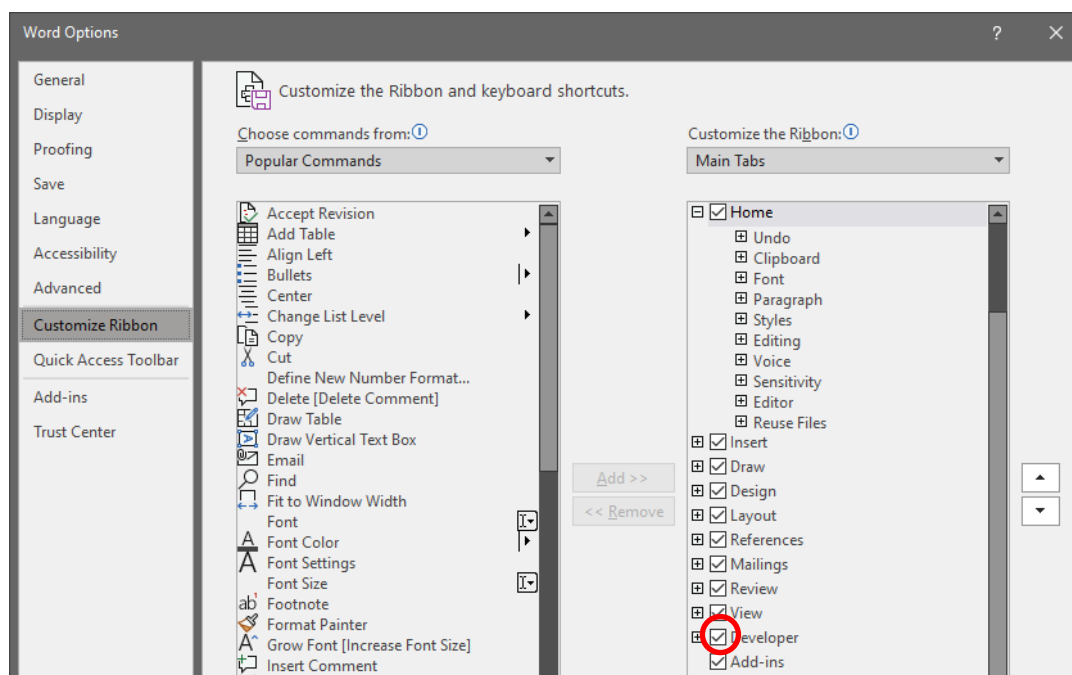 Word Options
?
General
Display
Proofing
Save
Language
Accessibility
Advanced
Customize Ribbon
Quick Access Toolbar
Add-ins
Trust Center
Customize the Ribbon and keyboard shortcuts.
Choose commands from:
Popular Commands
Accept Revision
Add Table
Align Left
Bullets
Center
Change List Level
Copy
Cut
Define New Number Format...
Delete [Delete Comment]
Draw Table
Draw Vertical Text Box
Email
Find
Fit to Window Width
Font
Font Color
Font Settings
Font Size
Footnote
Format Painter
Grow Font [Increase Font Size]
Insert Comment
Add >>
<< Remove
Customize the Ribbon:
Main Tabs
Home
Undo
Clipboard
Font
Paragraph
Styles
Editing
Voice
Sensitivity
Editor
Reuse Files
Insert
Draw
Design
Layout
References
Mailings
Review
View
Developer
Add-ins